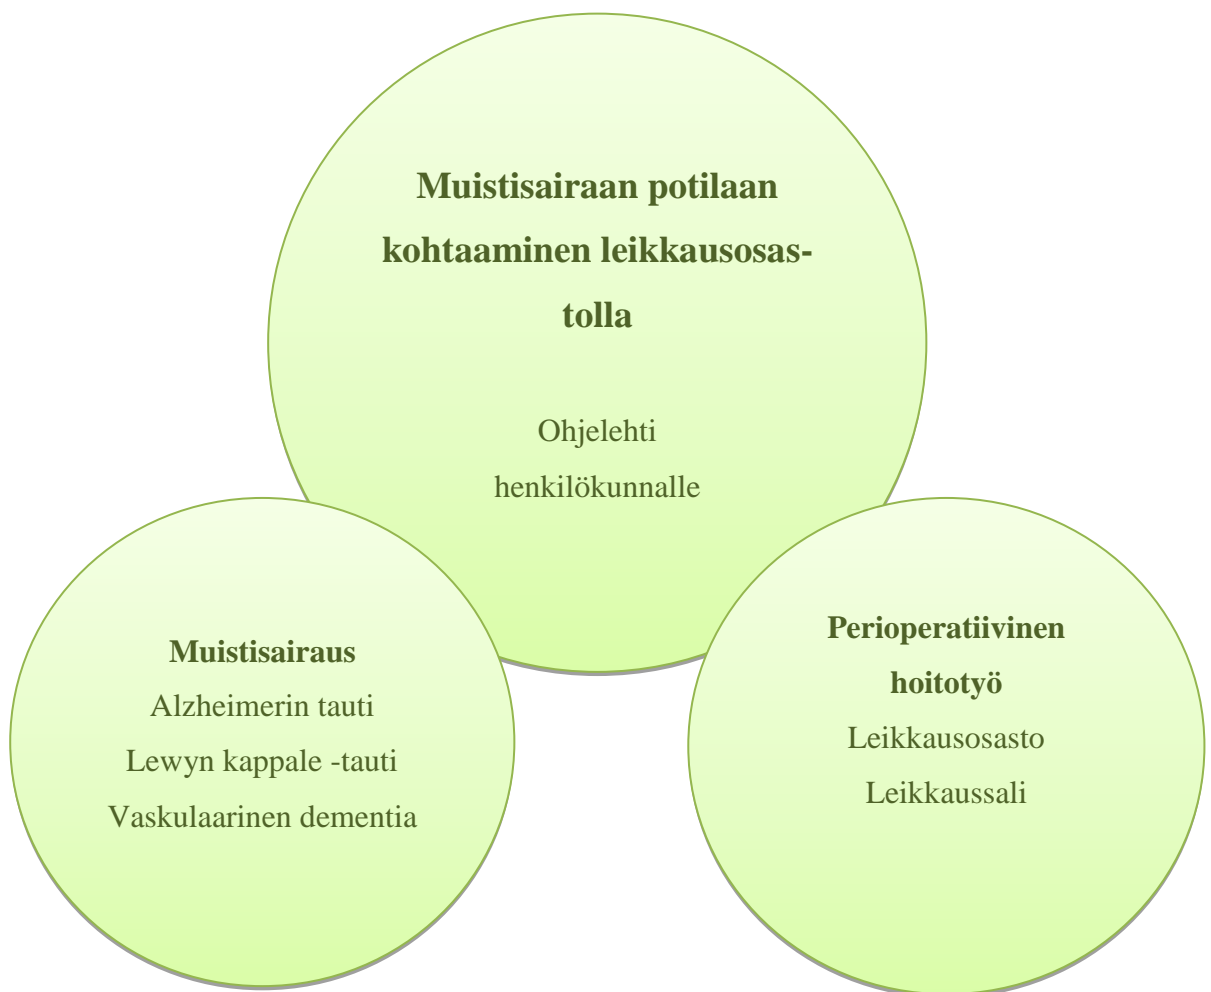 Muistisairaan potilaan
kohtaaminen leikkausosas-
tolla
Ohjelehti
henkilökunnalle
Muistisairaus
Alzheimerin tauti
Lewyn kappale -tauti
Vaskulaarinen dementia
Perioperatiivinen
hoitotyö
Leikkausosasto
Leikkaussali